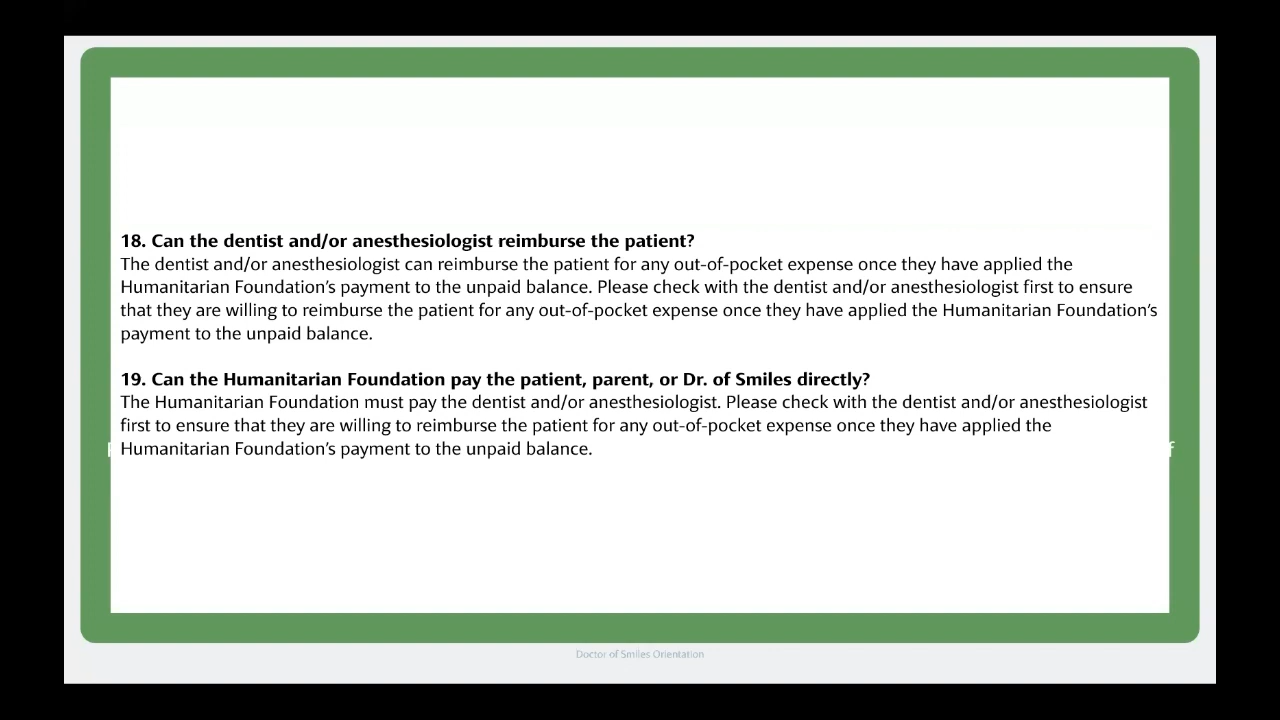 18. Can the dentist and/or anesthesiologist reimburse the patient?
The dentist and/or anesthesiologist can reimburse the patient for any out-of-pocket expense once they have applied the
Humanitarian Foundation’s payment to the unpaid balance. Please check with the dentist and/or anesthesiologist first to ensure
that they are willing to reimburse the patient for any out-of-pocket expense once they have applied the Humanitarian Foundation’s
payment to the unpaid balance.
19. Can the Humanitarian Foundation pay the patient, parent, or Dr. of Smiles directly?
The Humanitarian Foundation must pay the dentist and/or anesthesiologist. Please check with the dentist and/or anesthesiologist
first to ensure that they are willing to reimburse the patient for any out-of-pocket expense once they have applied the
Humanitarian Foundation’s payment to the unpaid balance.
Doctor of Smiles Orientation